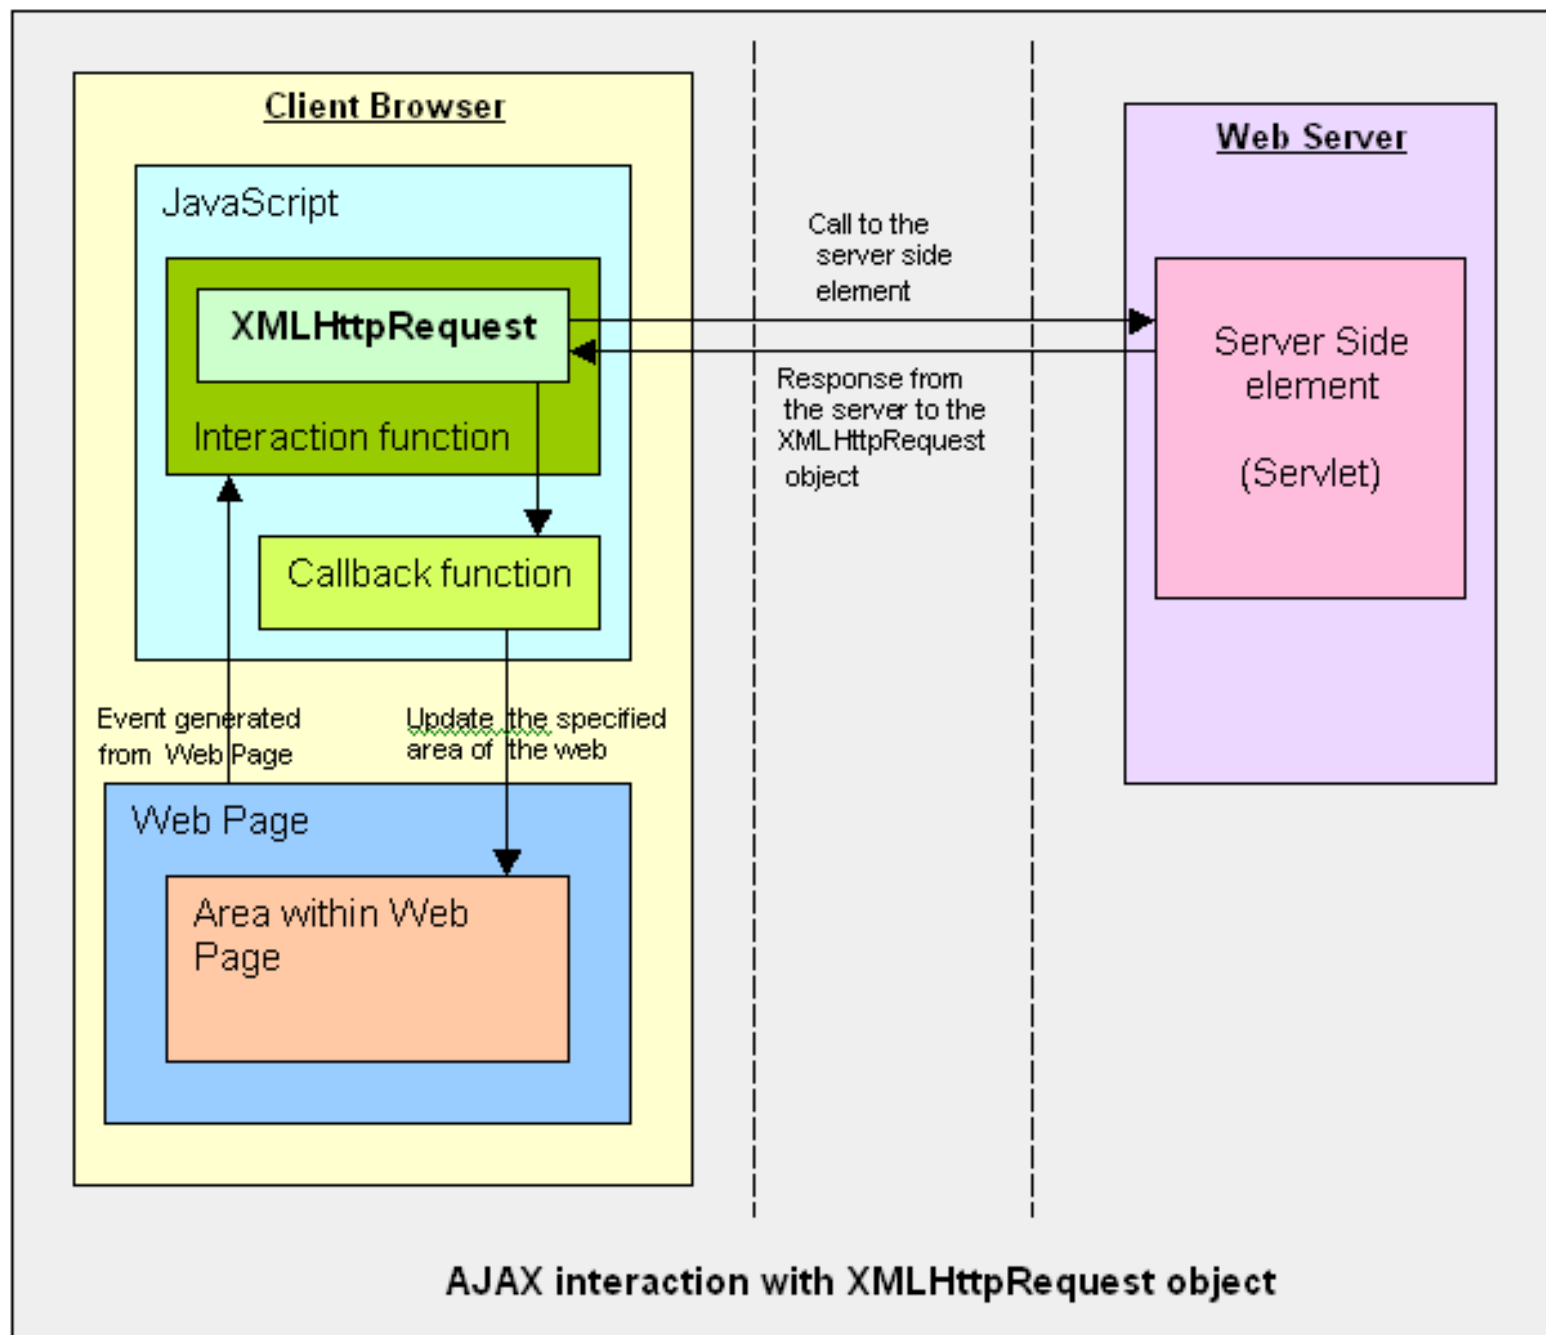 Client Browser
JavaScript
XMLHttpRequest
Interaction function
Callback function
Event generated
from Web Page
Update the specified
area of the web
Web Page
Area within Web
Page
Call to the
server side
element
Response from
the server to the
XMLHttpRequest
object
Web Server
Server Side
element
(Servlet)
AJAX interaction with XMLHttpRequest object